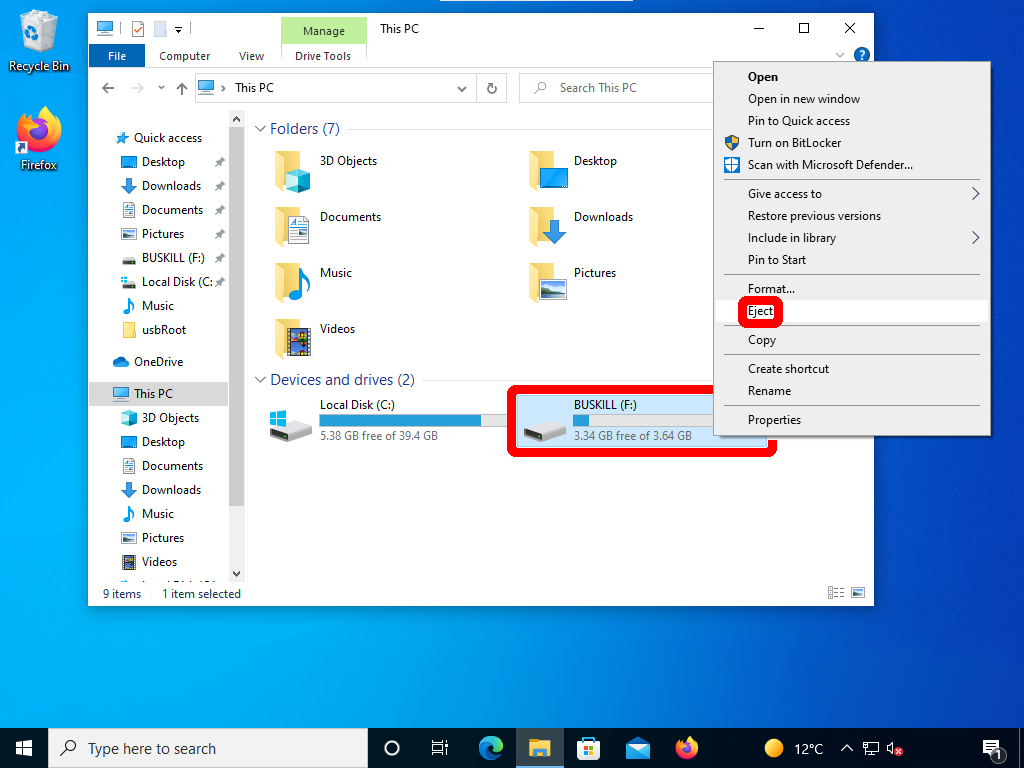 Recycle Bin
Firefox
Manage
This PC
File
Computer
View
Drive Tools
?
This PC
Search This PC
Quick access
Desktop
Downloads
Documents
Pictures
BUSKILL (F:)
Local Disk (C:
Music
usbRoot
OneDrive
This PC
3D Objects
Desktop
Documents
Downloads
Music
Pictures
Videos
Folders (7)
3D Objects
Desktop
Documents
Downloads
Music
Pictures
Videos
Devices and drives (2)
Local Disk (C:)
5.38 GB free of 39.4 GB
BUSKILL (F:)
3.34 GB free of 3.64 GB
Open
Open in new window
Pin to Quick access
Turn on BitLocker
Scan with Microsoft Defender...
Give access to
Restore previous versions
Include in library
Pin to Start
Format...
Eject
Copy
Create shortcut
Rename
Properties
9 items
1 item selected
Type here to search
12°C
1